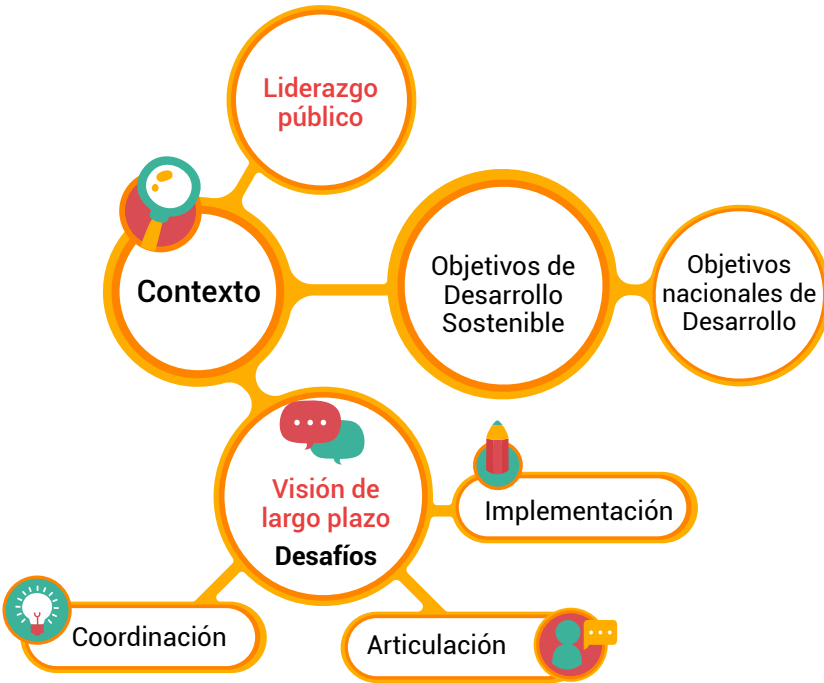 Liderazgo
público
Contexto
Objetivos de
Desarrollo
Sostenible
Objetivos
nacionales de
Desarrollo
Visión de
largo plazo
Desafíos
Implementación
Coordinación
Articulación